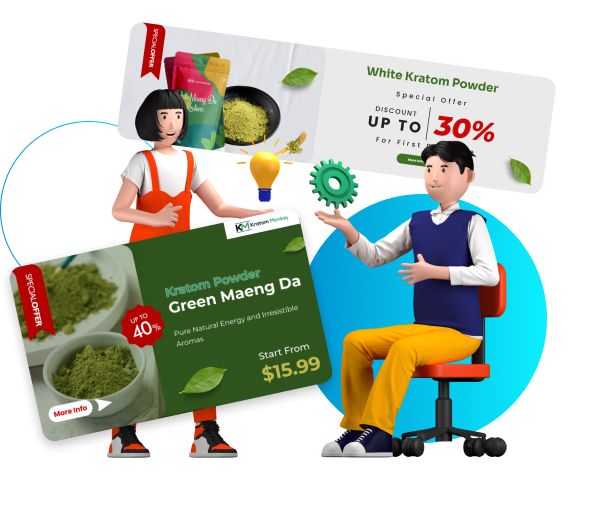 SPECIAL OFFER
White Kratom Powder
Special Offer
DISCOUNT
UP TO
30%
For First
KM Kratom Monkey
SPECIAL OFFER
UP TO
40%
Kratom Powder
Green Maeng Da
Pure Natural Energy and Irresistible
Aromas
Start From
$15.99
More Info